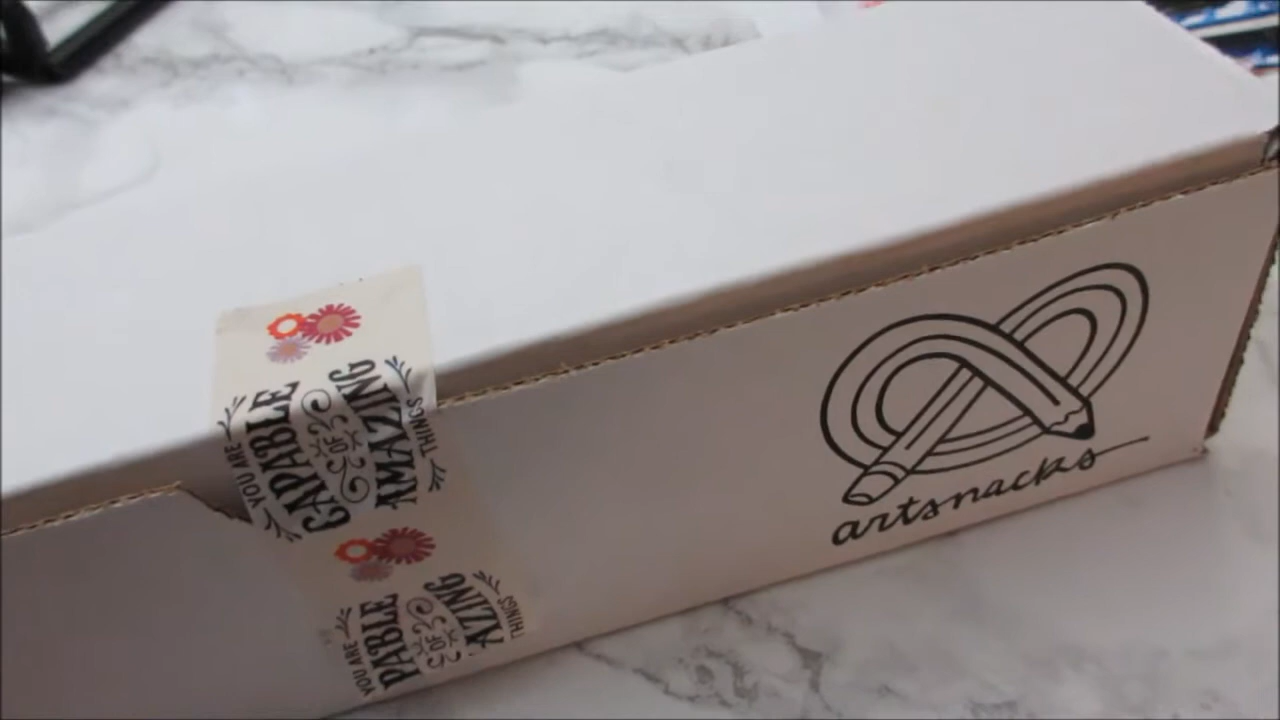 YOU ARE
CAPABLE
OF
AMAZING
THINGS
YOU ARE
PABLE
OF
AZING
THINGS
artsnacks